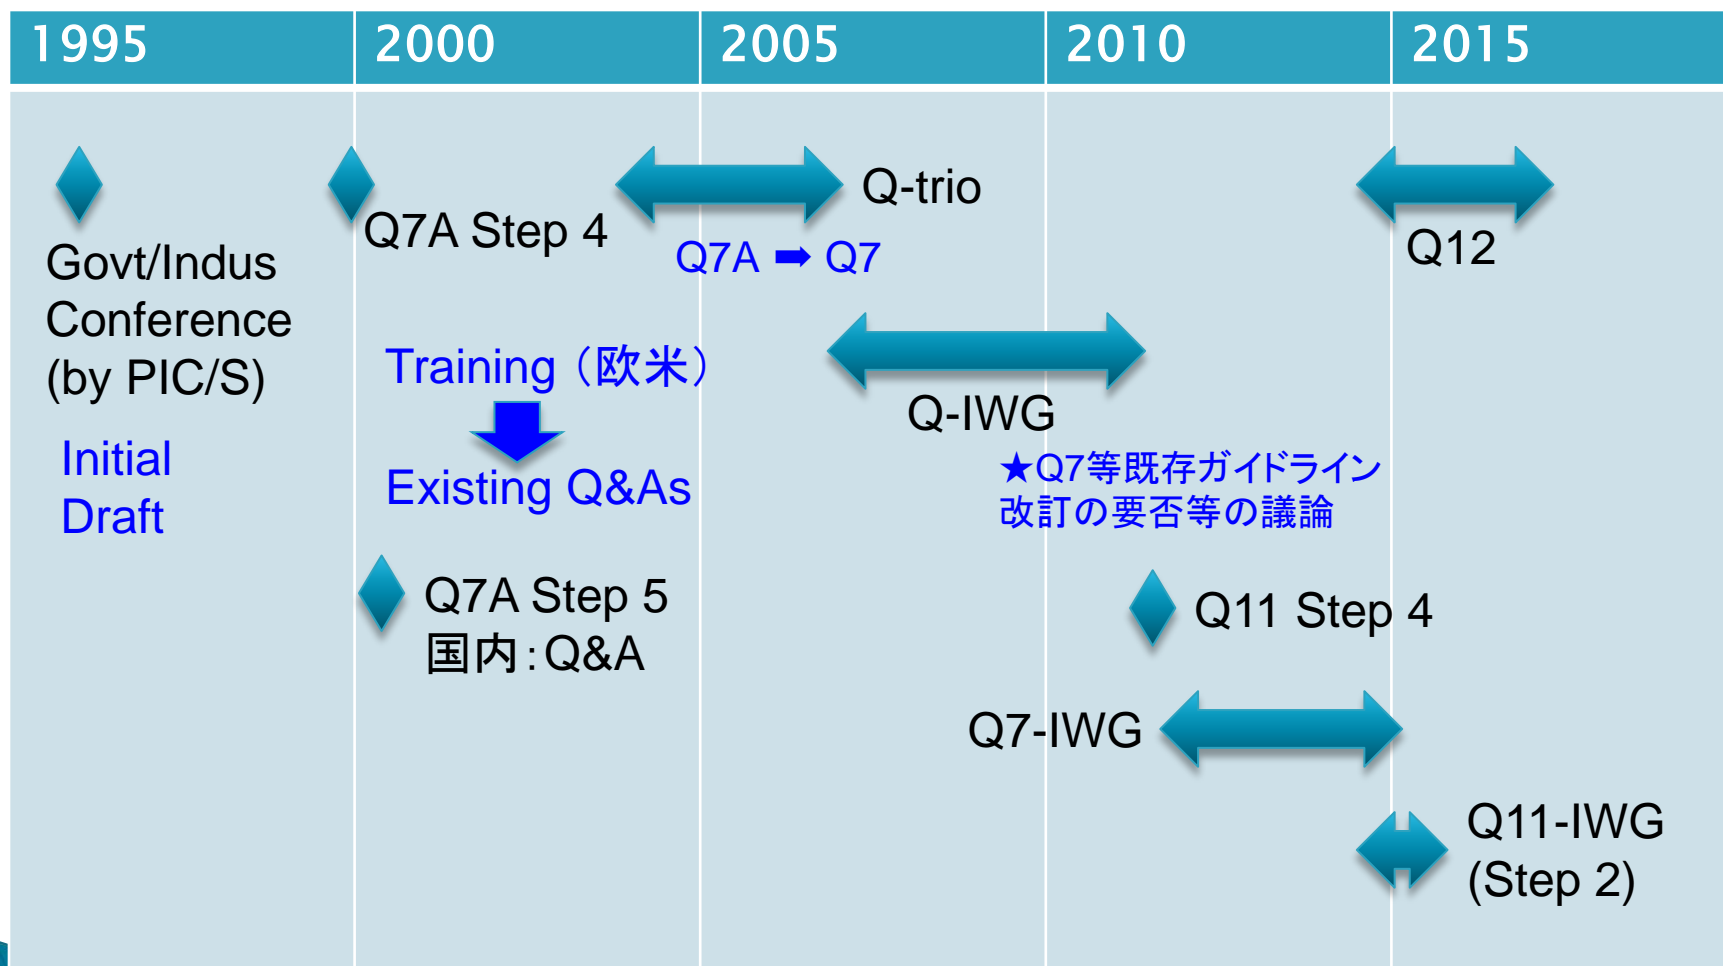 1995
2000
2005
2010
2015
Govt/Indus
Conference
(by PIC/S)
Initial
Draft
Q7A Step 4
Q-trio
Q7A ➡ Q7
Q12
Training（欧米）
Existing Q&As
Q-IWG
★Q7等既存ガイドライン
改訂の要否等の議論
Q7A Step 5
国内：Q&A
Q11 Step 4
Q7-IWG
Q11-IWG
(Step 2)